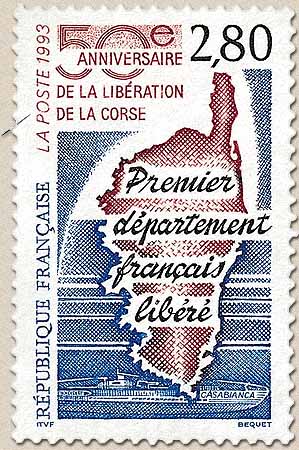 LA POSTE 1993
50e
ANNIVERSAIRE
DE LA LIBÉRATION
DE LA CORSE
2,80
Premier
département
français
libéré
RÉPUBLIQUE FRANÇAISE
CASABIANCA
MVF
BEQUET